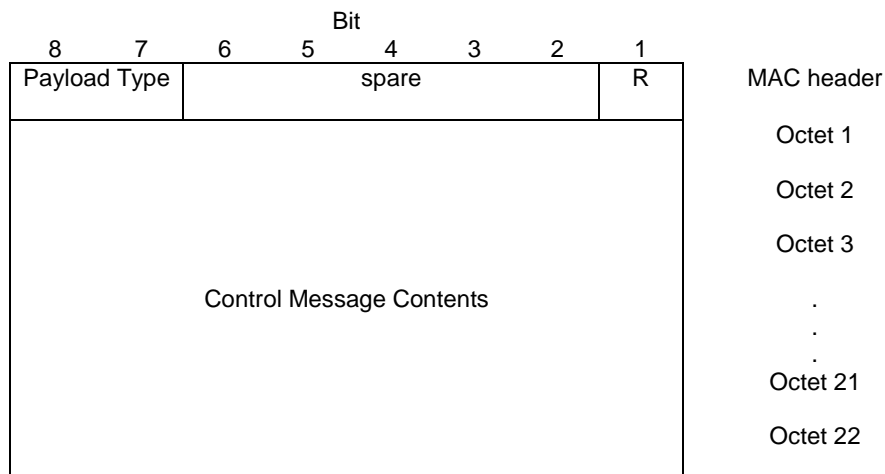 Bit
8 7 6 5 4 3 2 1
Payload Type spare R MAC header
Octet 1
Octet 2
Octet 3
Control Message Contents .
.
.
Octet 21
Octet 22